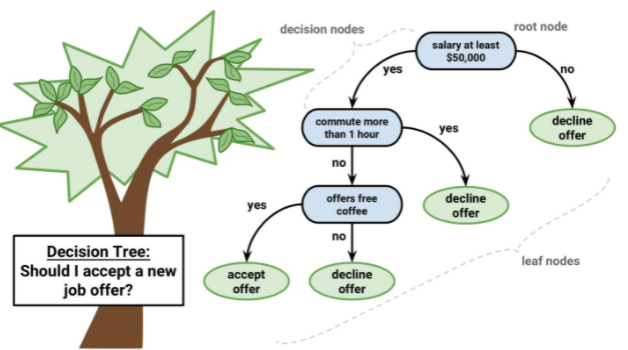 decision nodes
root node
salary at least
$50,000
yes
no
commute more
than 1 hour
yes
decline
offer
no
offers free
coffee
decline
offer
yes
no
leaf nodes
accept
offer
decline
offer
Decision Tree:
Should I accept a new
job offer?